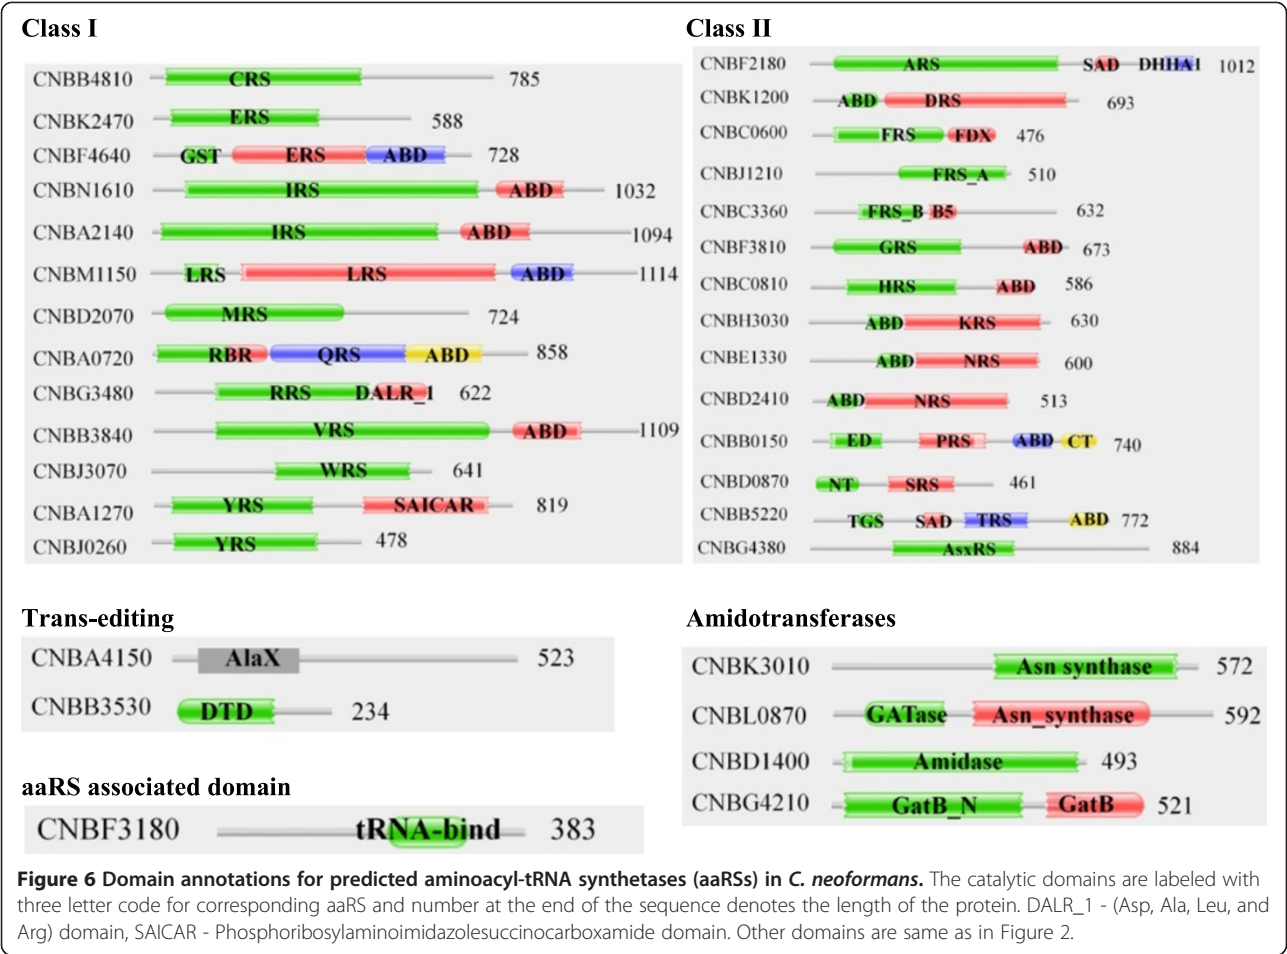 Class I
CNBB4810 CRS 785
CNBK2470 ERS 588
CNBF4640 GST ERS ABD 728
CNBN1610 IRS ABD 1032
CNBA2140 IRS ABD 1094
CNBM1150 LRS LRS ABD 1114
CNBD2070 MRS 724
CNBA0720 RBR QRS ABD 858
CNBG3480 RRS DALR_1 622
CNBB3840 VRS ABD 1109
CNBJ3070 WRS 641
CNBA1270 YRS SAICAR 819
CNBJ0260 YRS 478
Class II
CNBF2180 ARS SAD DHHA1 1012
CNBK1200 ABD DRS 693
CNBC0600 FRS FDX 476
CNBJ1210 FRS_A 510
CNBC3360 FRS_B B5 632
CNBF3810 GRS ABD 673
CNBC0810 HRS ABD 586
CNBH3030 ABD KRS 630
CNBE1330 ABD NRS 600
CNBD2410 ABD NRS 513
CNBB0150 ED PRS ABD CT 740
CNBD0870 NT SRS 461
CNBB5220 TGS SAD TRS ABD 772
CNBG4380 AsxRS 884
Trans-editing
CNBA4150 AlaX 523
CNBB3530 DTD 234
aaRS associated domain
CNBF3180 tRNA-bind 383
Amidotransferases
CNBK3010 Asn synthase 572
CNBL0870 GATase Asn_synthase 592
CNBD1400 Amidase 493
CNBG4210 GatB_N GatB 521
Figure 6 Domain annotations for predicted aminoacyl-tRNA synthetases (aaRSs) in C. neoformans. The catalytic domains are labeled with
three letter code for corresponding aaRS and number at the end of the sequence denotes the length of the protein. DALR_1 - (Asp, Ala, Leu, and
Arg) domain, SAICAR - Phosphoribosylaminoimidazolesuccinocarboxamide domain. Other domains are same as in Figure 2.